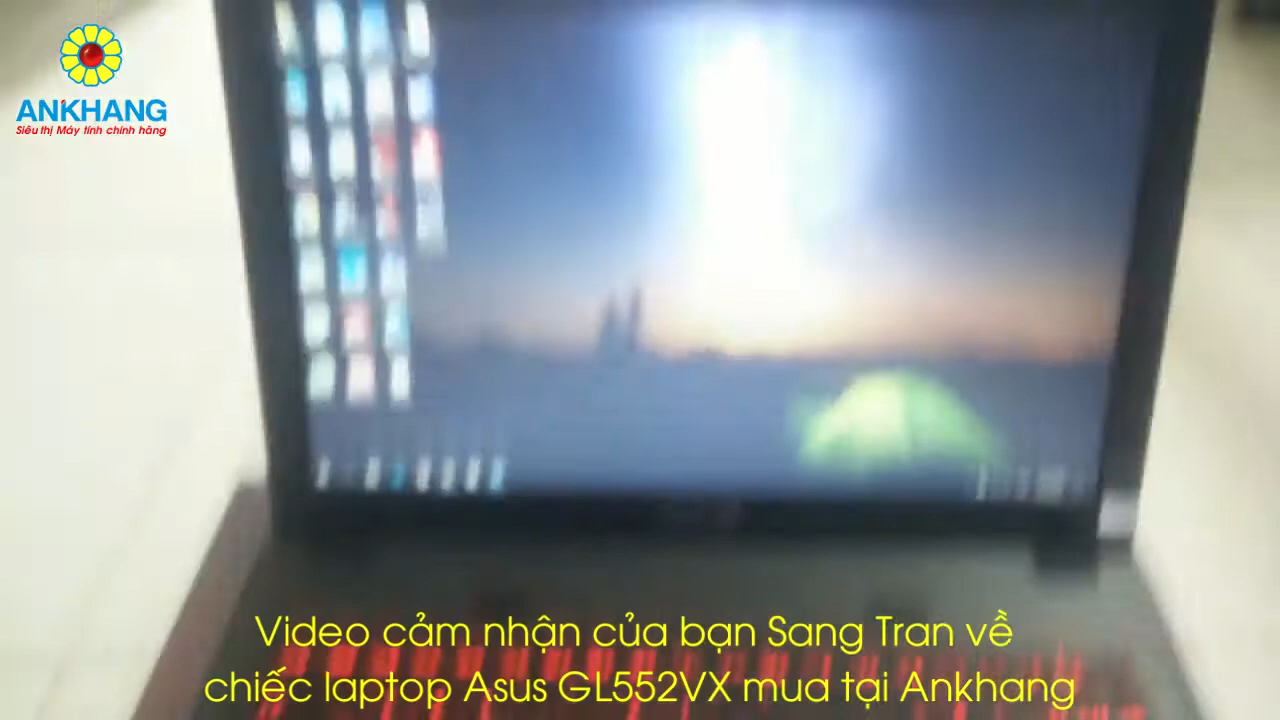 ANKHANG
Siêu thị Máy tính chính hãng
Video cảm nhận của bạn Sang Tran về
chiếc laptop Asus GL552VX mua tại Ankhang